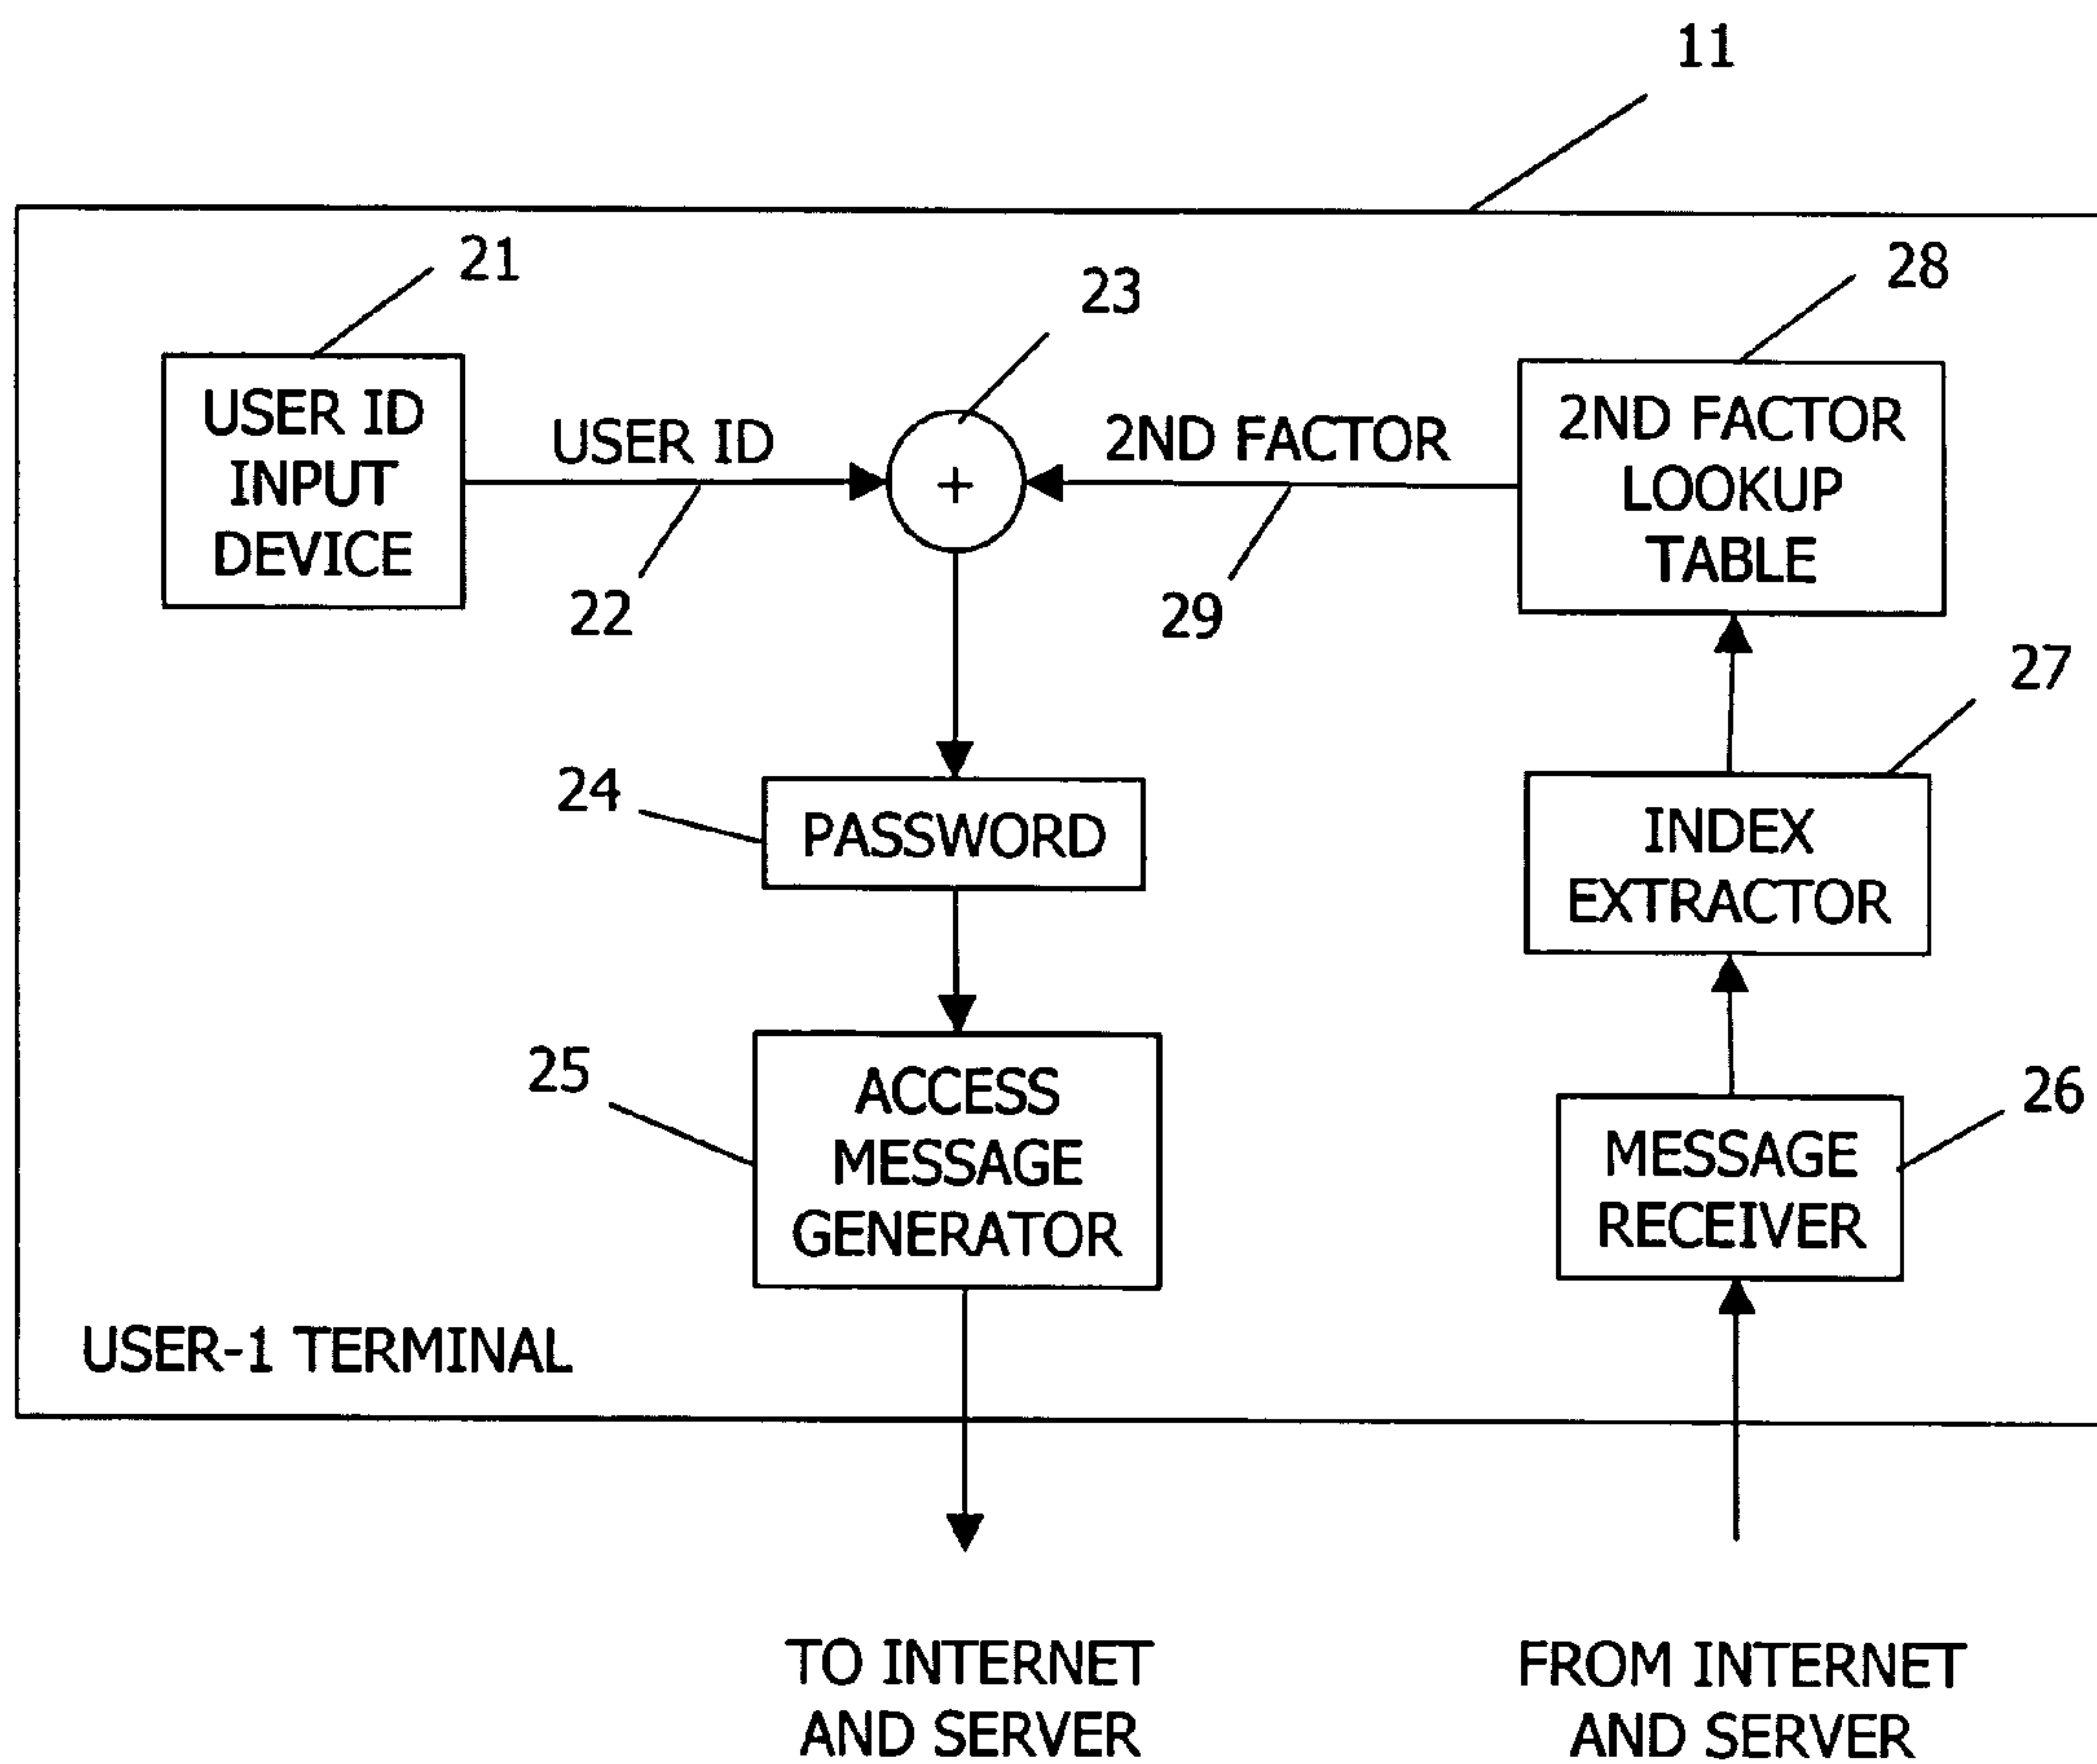 11
21
23
28
USER ID
INPUT
DEVICE
USER ID
22
+
2ND FACTOR
29
2ND FACTOR
LOOKUP
TABLE
27
24
PASSWORD
INDEX
EXTRACTOR
25
ACCESS
MESSAGE
GENERATOR
26
MESSAGE
RECEIVER
USER-1 TERMINAL
TO INTERNET
AND SERVER
FROM INTERNET
AND SERVER